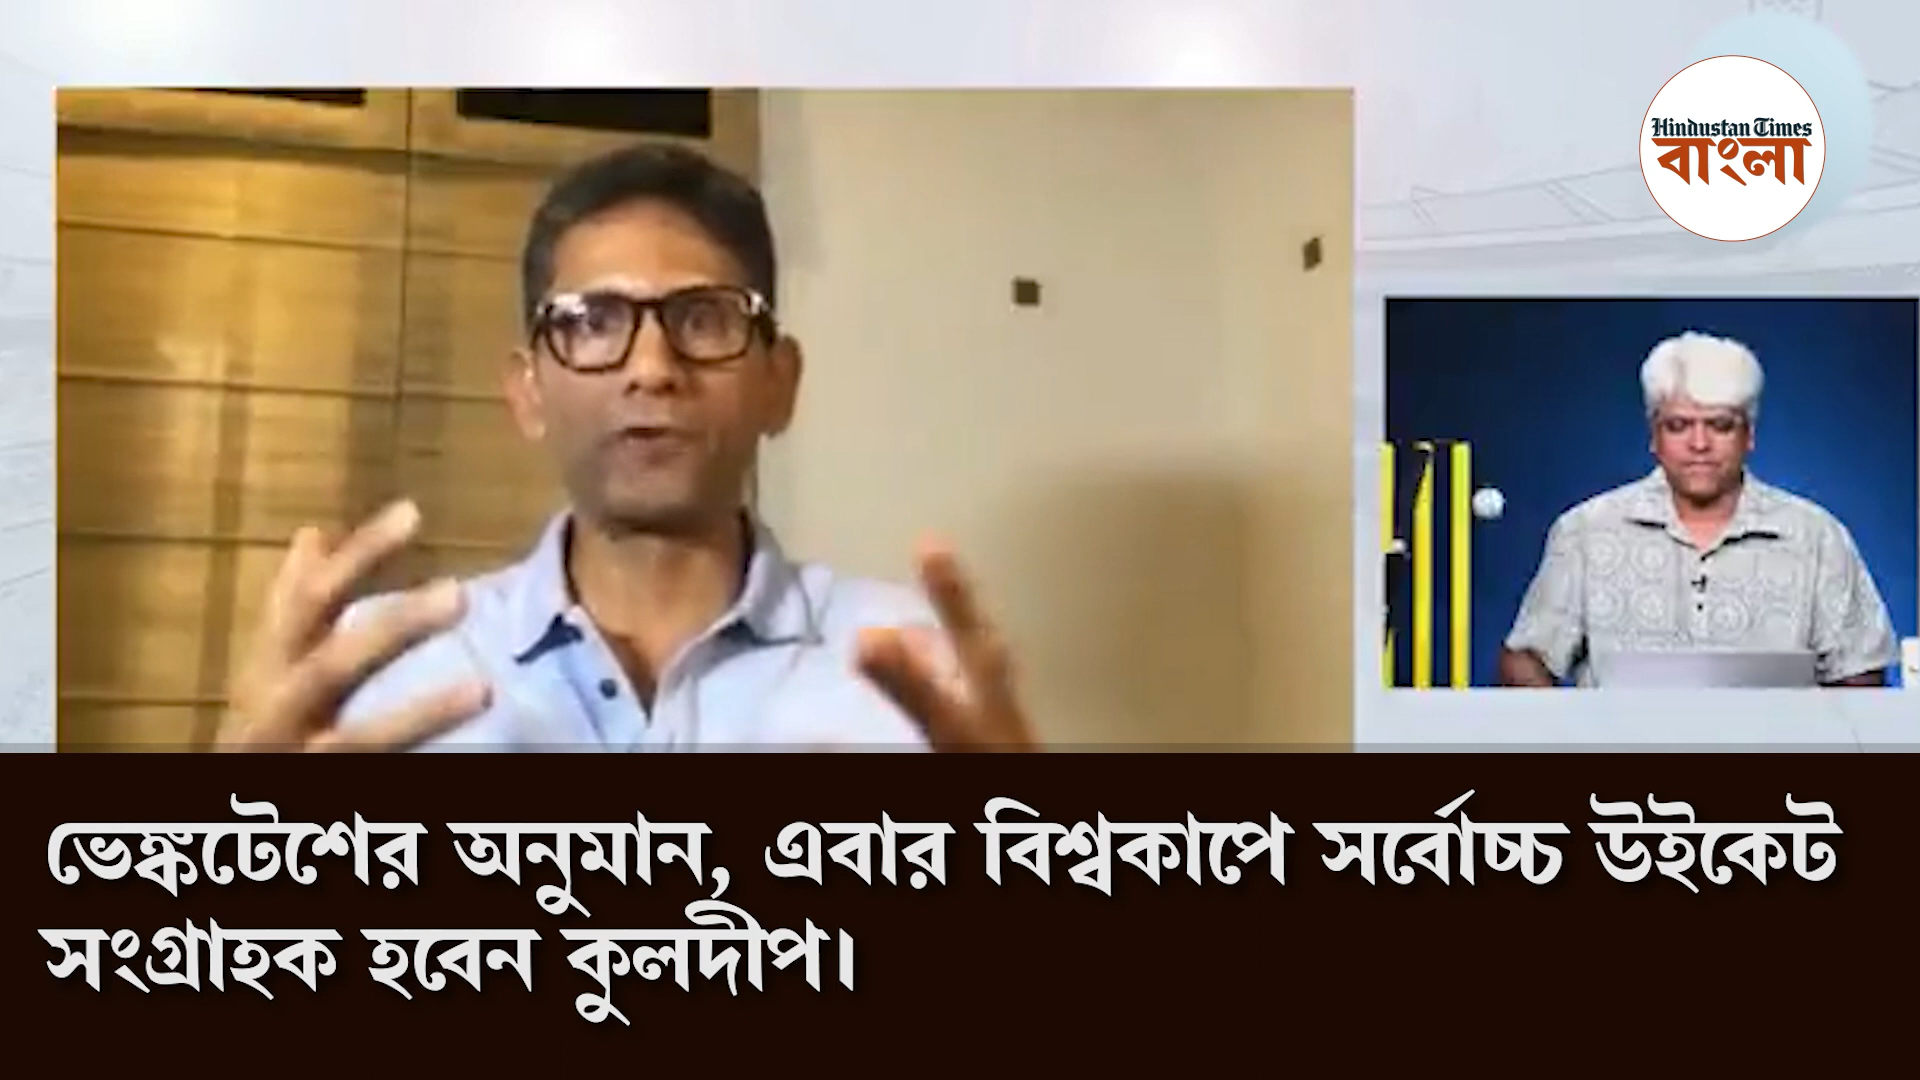 Hindustan Times
বাংলা
ভেঙ্কটেশের অনুমান, এবার বিশ্বকাপে সর্বোচ্চ উইকেট
সংগ্রাহক হবেন কুলদীপ।